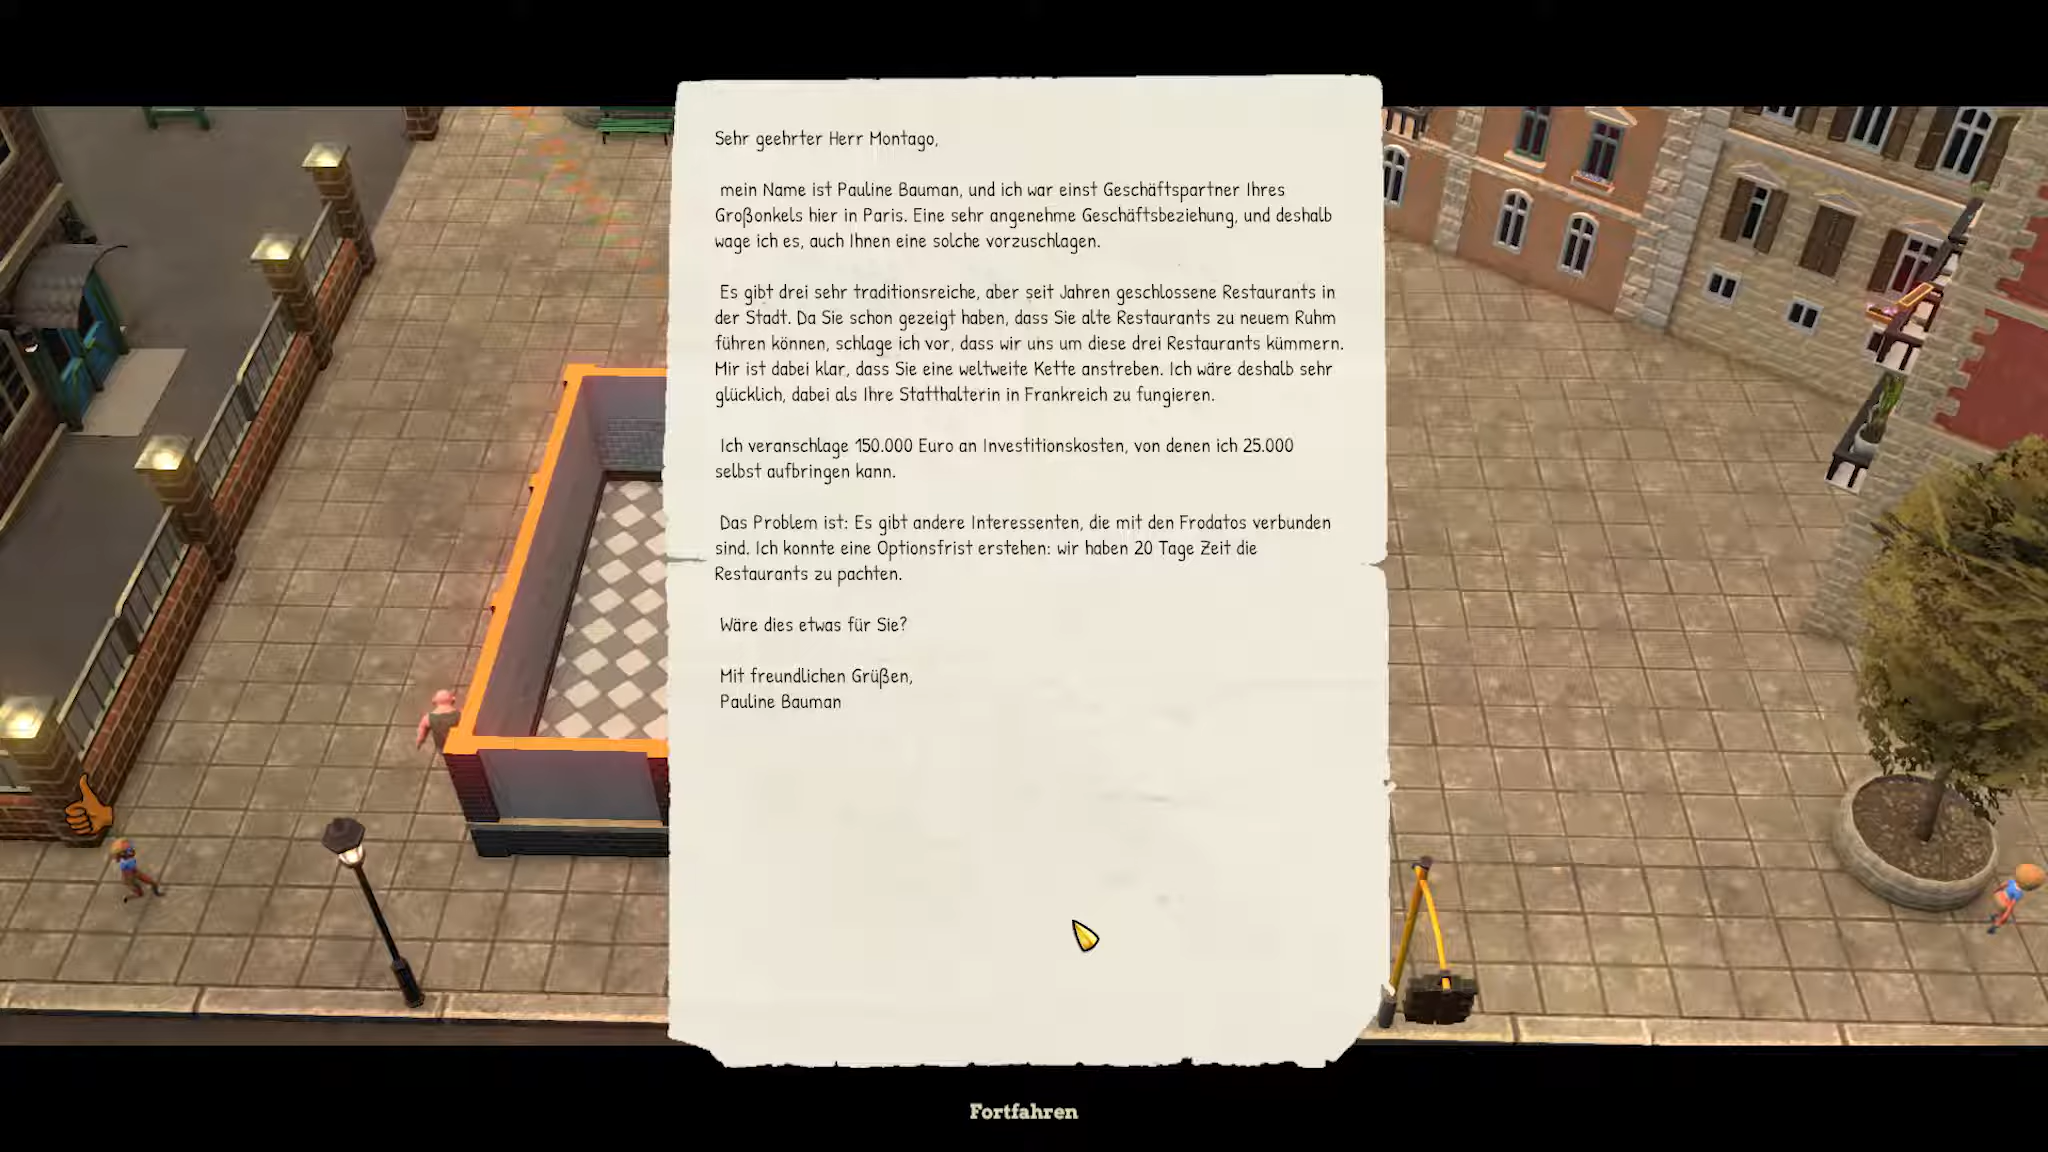 Sehr geehrter Herr Montago,
mein Name ist Pauline Bauman, und ich war einst Geschäftspartner Ihres
Großonkels hier in Paris. Eine sehr angenehme Geschäftsbeziehung, und deshalb
wage ich es, auch Ihnen eine solche vorzuschlagen.
Es gibt drei sehr traditionsreiche, aber seit Jahren geschlossene Restaurants in
der Stadt. Da Sie schon gezeigt haben, dass Sie alte Restaurants zu neuem Ruhm
führen können, schlage ich vor, dass wir uns um diese drei Restaurants kümmern.
Mir ist dabei klar, dass Sie eine weltweite Kette anstreben. Ich wäre deshalb sehr
glücklich, dabei als Ihre Statthalterin in Frankreich zu fungieren.
Ich veranschlage 150.000 Euro an Investitionskosten, von denen ich 25.000
selbst aufbringen kann.
Das Problem ist: Es gibt andere Interessenten, die mit den Frodatos verbunden
sind. Ich konnte eine Optionsfrist erstehen: wir haben 20 Tage Zeit die
Restaurants zu pachten.
Wäre dies etwas für Sie?
Mit freundlichen Grüßen,
Pauline Bauman
Fortfahren